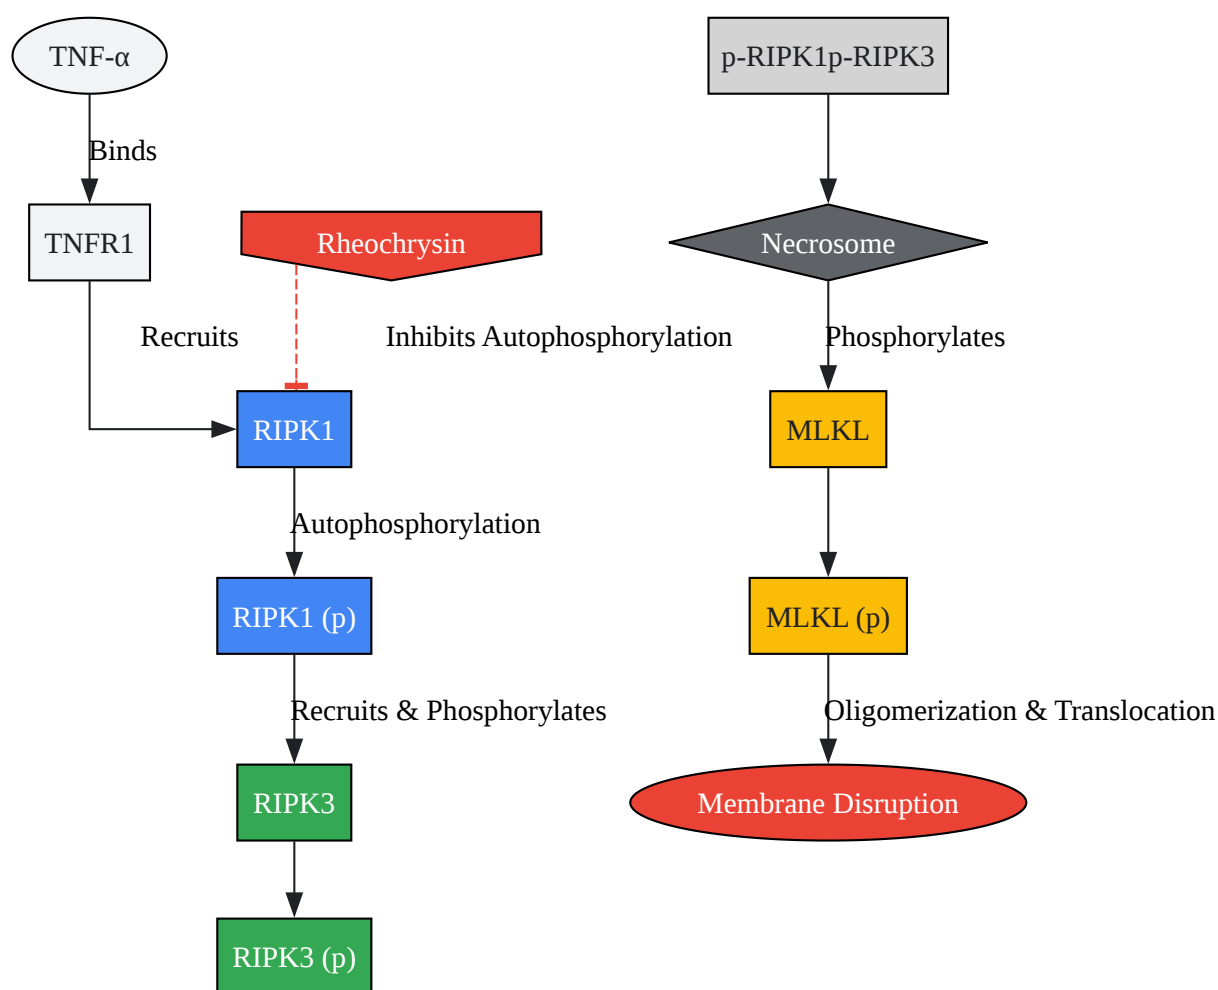 TNF-α
p-RIPK1p-RIPK3
Binds
TNFR1
Rheochrysin
Necrosome
Recruits
Inhibits Autophosphorylation
Phosphorylates
RIPK1
MLKL
Autophosphorylation
RIPK1 (p)
MLKL (p)
Recruits & Phosphorylates
Oligomerization & Translocation
RIPK3
Membrane Disruption
RIPK3 (p)